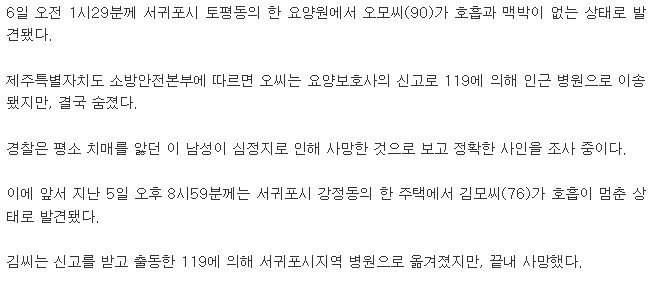 6일 오전 1시29분께 서귀포시 토평동의 한 요양원에서 오모씨(90)가 호흡과 맥박이 없는 상태로 발
견됐다.
제주특별자치도 소방안전본부에 따르면 오씨는 요양보호사의 신고로 119에 의해 인근 병원으로 이송
됐지만, 결국 숨졌다.
경찰은 평소 치매를 앓던 이 남성이 심정지로 인해 사망한 것으로 보고 정확한 사인을 조사 중이다.
이에 앞서 지난 5일 오후 8시59분께는 서귀포시 강정동의 한 주택에서 김모씨(76)가 호흡이 멈춘 상
태로 발견됐다.
김씨는 신고를 받고 출동한 119에 의해 서귀포시지역 병원으로 옮겨졌지만, 끝내 사망했다.